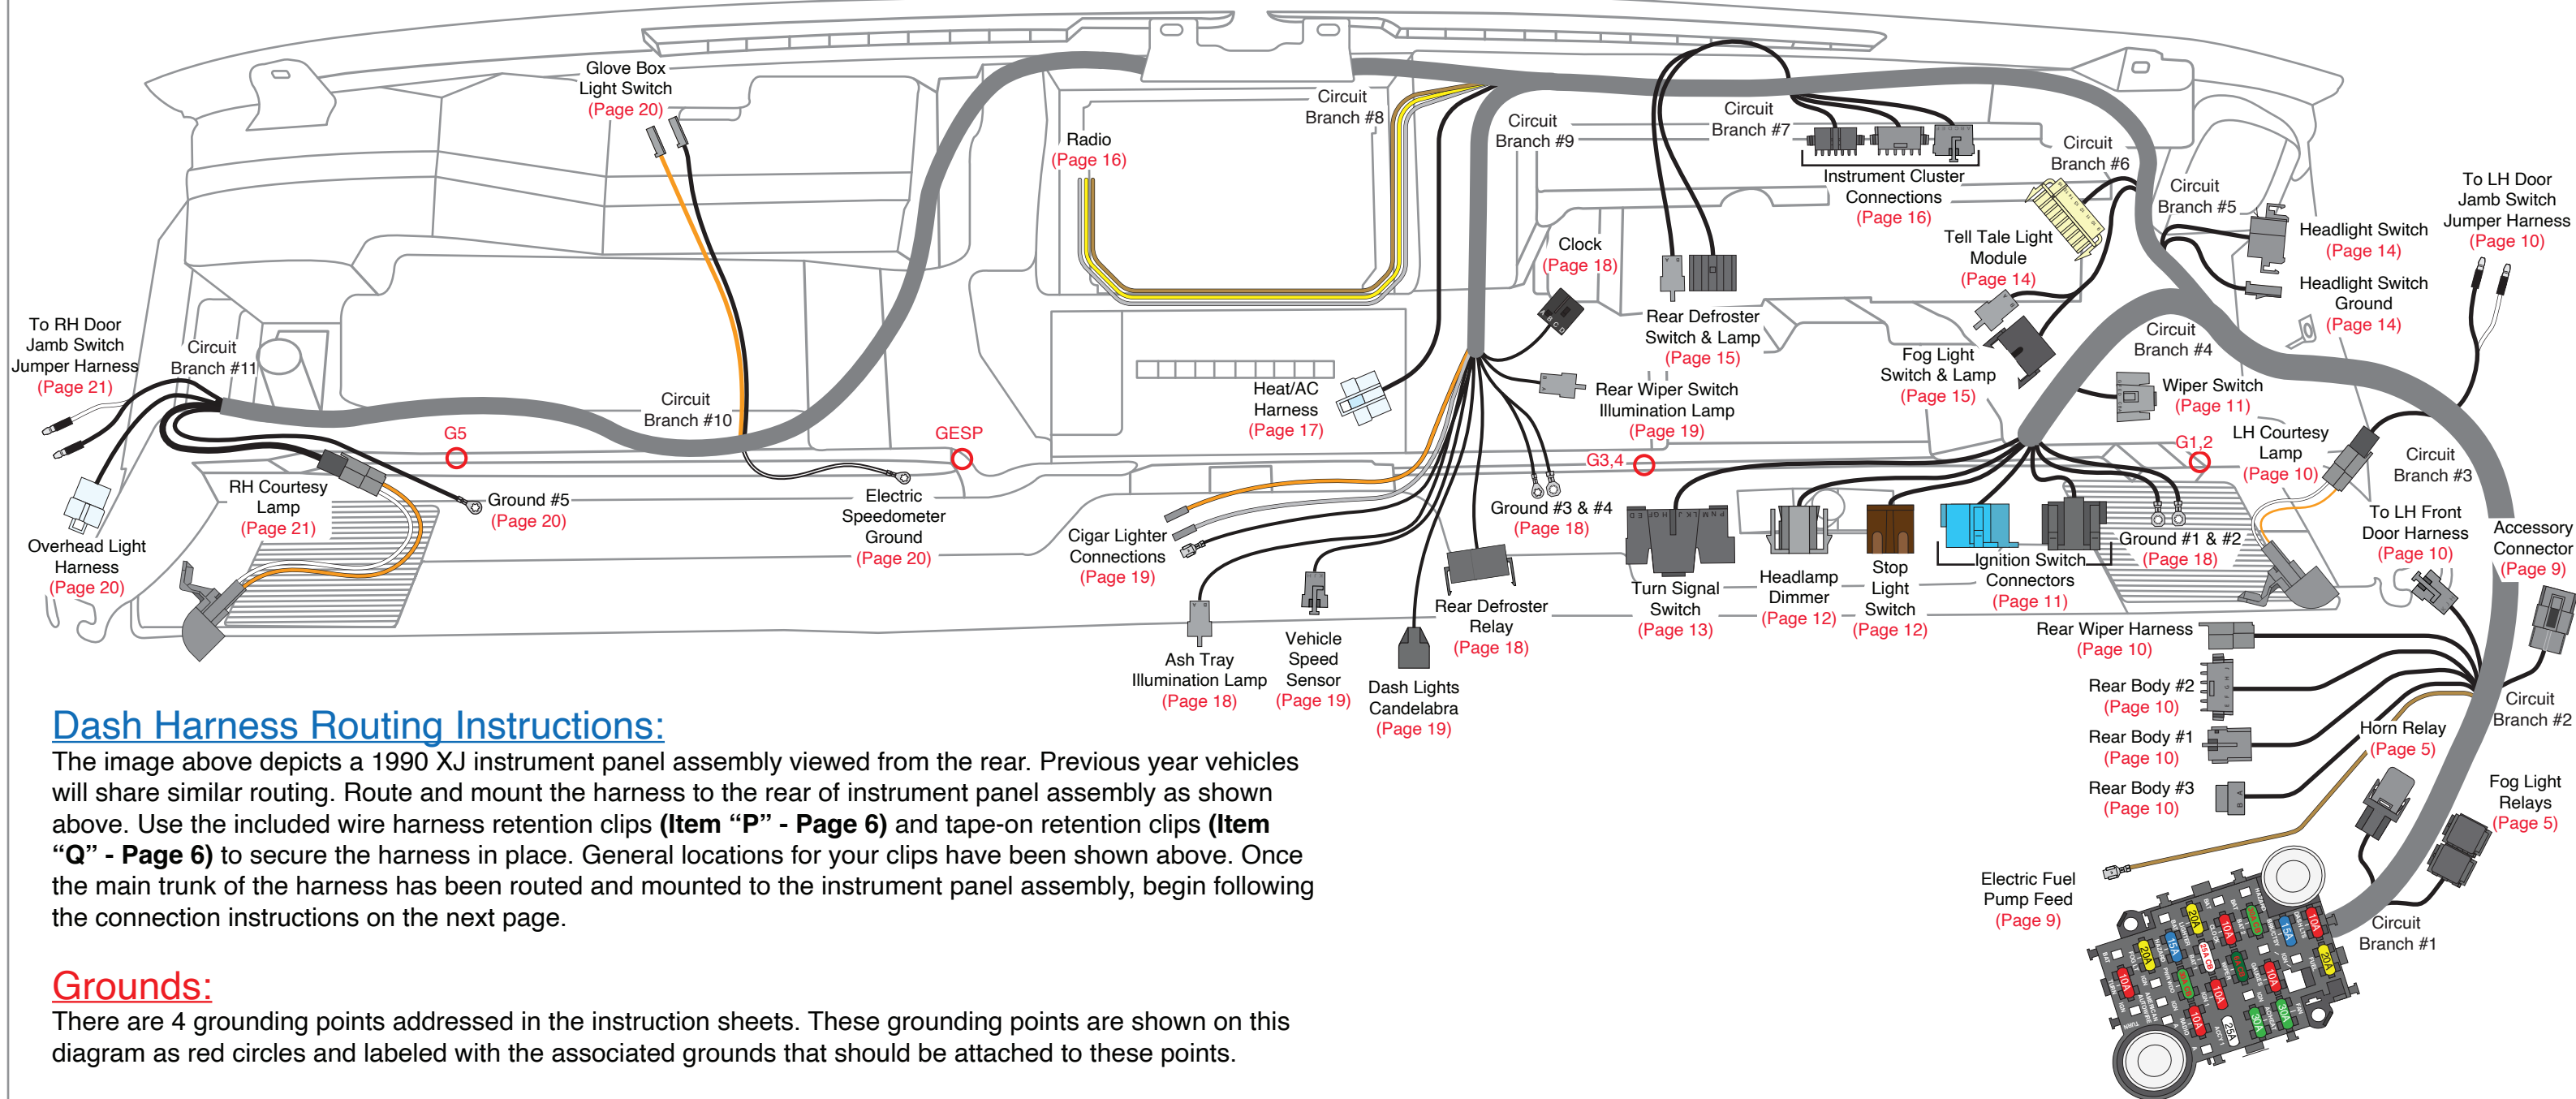 Glove Box
Light Switch
(Page 20)
Circuit
Branch #8
Radio
(Page 16)
Circuit
Branch #9
Circuit
Branch #7
Instrument Cluster
Connections
(Page 16)
Circuit
Branch #6
Circuit
Branch #5
To LH Door
Jamb Switch
Jumper Harness
(Page 10)
Headlight Switch
(Page 14)
Tell Tale Light
Module
(Page 14)
Headlight Switch
Ground
(Page 14)
Clock
(Page 18)
Rear Defroster
Switch & Lamp
(Page 15)
Fog Light
Switch & Lamp
(Page 15)
Circuit
Branch #4
To RH Door
Jamb Switch
Jumper Harness
(Page 21)
Circuit
Branch #11
Circuit
Branch #10
Heat/AC
Harness
(Page 17)
Rear Wiper Switch
Illumination Lamp
(Page 19)
Wiper Switch
(Page 11)
LH Courtesy
Lamp
(Page 10)
G5
GESP
G3,4
G1,2
Circuit
Branch #3
RH Courtesy
Lamp
(Page 21)
Ground #5
(Page 20)
Electric
Speedometer
Ground
(Page 20)
Overhead Light
Harness
(Page 20)
Cigar Lighter
Connections
(Page 19)
Ground #3 & #4
(Page 18)
Ground #1 & #2
(Page 18)
To LH Front
Door Harness
(Page 10)
Accessory
Connector
(Page 9)
Ignition Switch
Connectors
(Page 11)
Turn Signal
Switch
(Page 13)
Headlamp
Dimmer
(Page 12)
Stop
Light
Switch
(Page 12)
Rear Defroster
Relay
(Page 18)
Ash Tray
Illumination Lamp
(Page 18)
Vehicle
Speed
Sensor
(Page 19)
Dash Lights
Candelabra
(Page 19)
Rear Wiper Harness
(Page 10)
Rear Body #2
(Page 10)
Rear Body #1
(Page 10)
Rear Body #3
(Page 10)
Circuit
Branch #2
Horn Relay
(Page 5)
Fog Light
Relays
(Page 5)
Electric Fuel
Pump Feed
(Page 9)
Circuit
Branch #1
Dash Harness Routing Instructions:
The image above depicts a 1990 XJ instrument panel assembly viewed from the rear. Previous year vehicles
will share similar routing. Route and mount the harness to the rear of instrument panel assembly as shown
above. Use the included wire harness retention clips (Item “P” - Page 6) and tape-on retention clips (Item
“Q” - Page 6) to secure the harness in place. General locations for your clips have been shown above. Once
the main trunk of the harness has been routed and mounted to the instrument panel assembly, begin following
the connection instructions on the next page.
Grounds:
There are 4 grounding points addressed in the instruction sheets. These grounding points are shown on this
diagram as red circles and labeled with the associated grounds that should be attached to these points.
20A
10A
15A
10A
20A
20A
15A
25A CB
10A
10A
10A
30A
30A
10A
25A